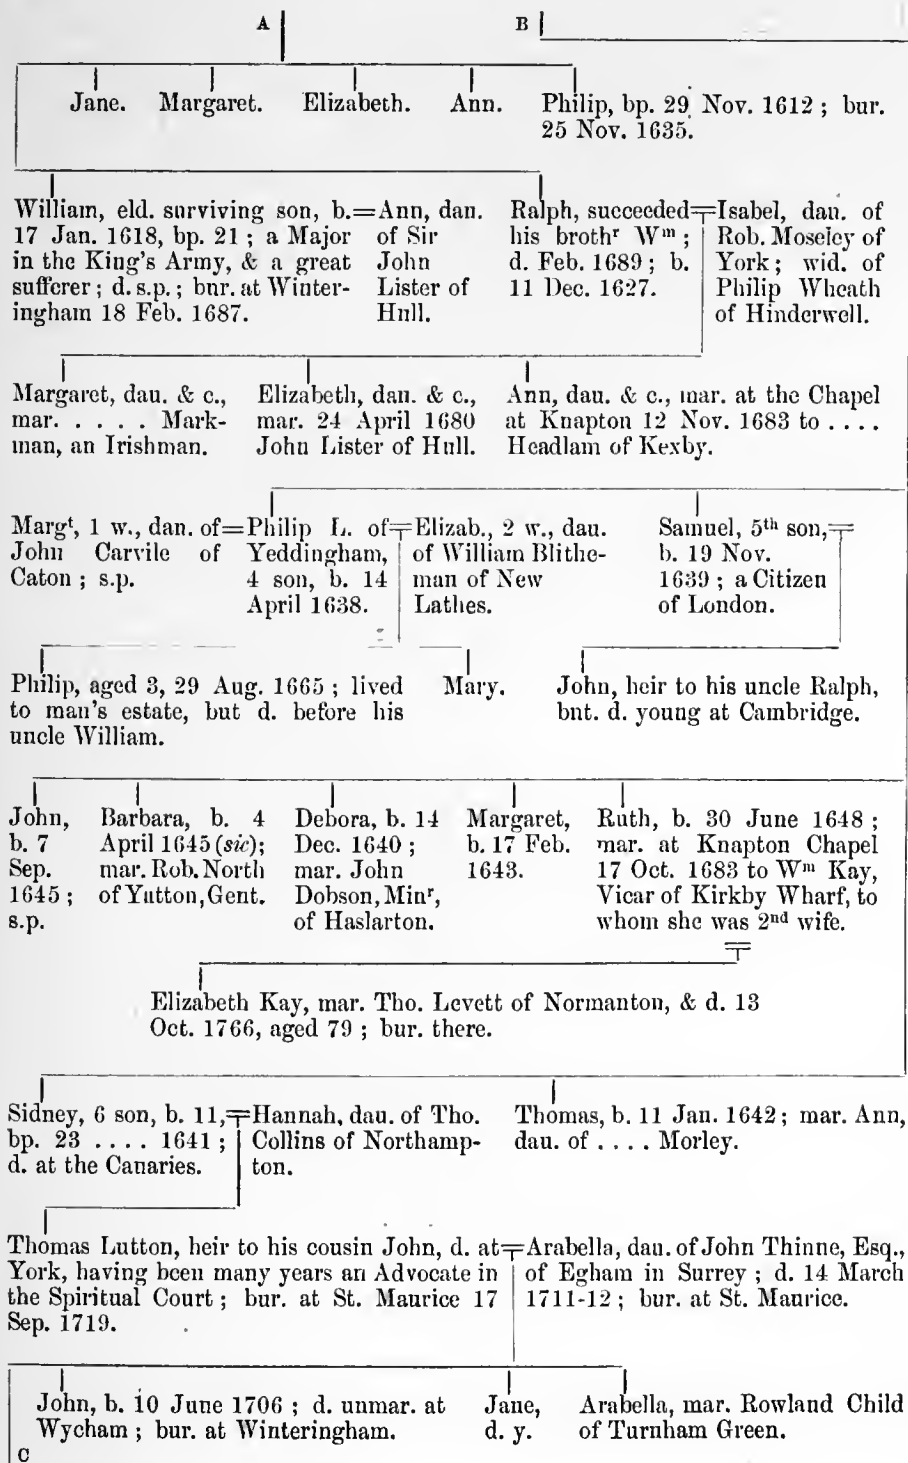 A B
Jane. Margaret. Elizabeth. Ann. Philip, bp. 29 Nov. 1612 ; bur.
25 Nov. 1635.
William, eld. surviving son, b.
17 Jan. 1618, bp. 21 ; a Major
in the King's Army, & a great
sufferer ; d. s.p. ; bur. at Winter-
ingham 18 Feb. 1687.
=Ann, dau.
of Sir
John
Lister of
Hull.
Ralph, succeeded
his brothʳ Wᵐ ;
d. Feb. 1689 ; b.
11 Dec. 1627.
Isabel, dau. of
Rob. Moseley of
York ; wid. of
Philip Wheath
of Hinderwell.
Margaret, dau. & c.,
mar. . . . . . Mark-
man, an Irishman.
Elizabeth, dau. & c.,
mar. 24 April 1680
John Lister of Hull.
Ann, dau. & c., mar. at the Chapel
at Knapton 12 Nov. 1683 to . . . .
Headlam of Kexby.
Margᵗ, 1 w., dau. of
John Carvile of
Caton ; s.p.
=Philip L. of
Yeddingham,
4 son, b. 14
April 1638.
Elizab., 2 w., dau.
of William Blithe-
man of New
Lathes.
Samuel, 5ᵗʰ son,
b. 19 Nov.
1639 ; a Citizen
of London.
Philip, aged 3, 29 Aug. 1665 ; lived
to man's estate, but d. before his
uncle William.
Mary.
John, heir to his uncle Ralph,
but. d. young at Cambridge.
John,
b. 7
Sep.
1645 ;
s.p.
Barbara, b. 4
April 1645 (sic);
mar. Rob. North
of Yutton, Gent.
Debora, b. 14
Dec. 1640 ;
mar. John
Dobson, Minʳ,
of Haslarton.
Margaret,
b. 17 Feb.
1643.
Ruth, b. 30 June 1648 ;
mar. at Knapton Chapel
17 Oct. 1683 to Wᵐ Kay,
Vicar of Kirkby Wharf, to
whom she was 2ⁿᵈ wife.
Elizabeth Kay, mar. Tho. Levett of Normanton, & d. 13
Oct. 1766, aged 79 ; bur. there.
Sidney, 6 son, b. 11,
bp. 23 . . . . 1641 ;
d. at the Canaries.
Hannah, dau. of Tho.
Collins of Northamp-
ton.
Thomas, b. 11 Jan. 1642 ; mar. Ann,
dau. of . . . . Morley.
Thomas Lutton, heir to his cousin John, d. at
York, having been many years an Advocate in
the Spiritual Court ; bur. at St. Maurice 17
Sep. 1719.
Arabella, dau. of John Thinne, Esq.,
of Egham in Surrey ; d. 14 March
1711-12 ; bur. at St. Maurice.
John, b. 10 June 1706 ; d. unmar. at
Wycham ; bur. at Winteringham.
Jane,
d. y.
Arabella, mar. Rowland Child
of Turnham Green.
C